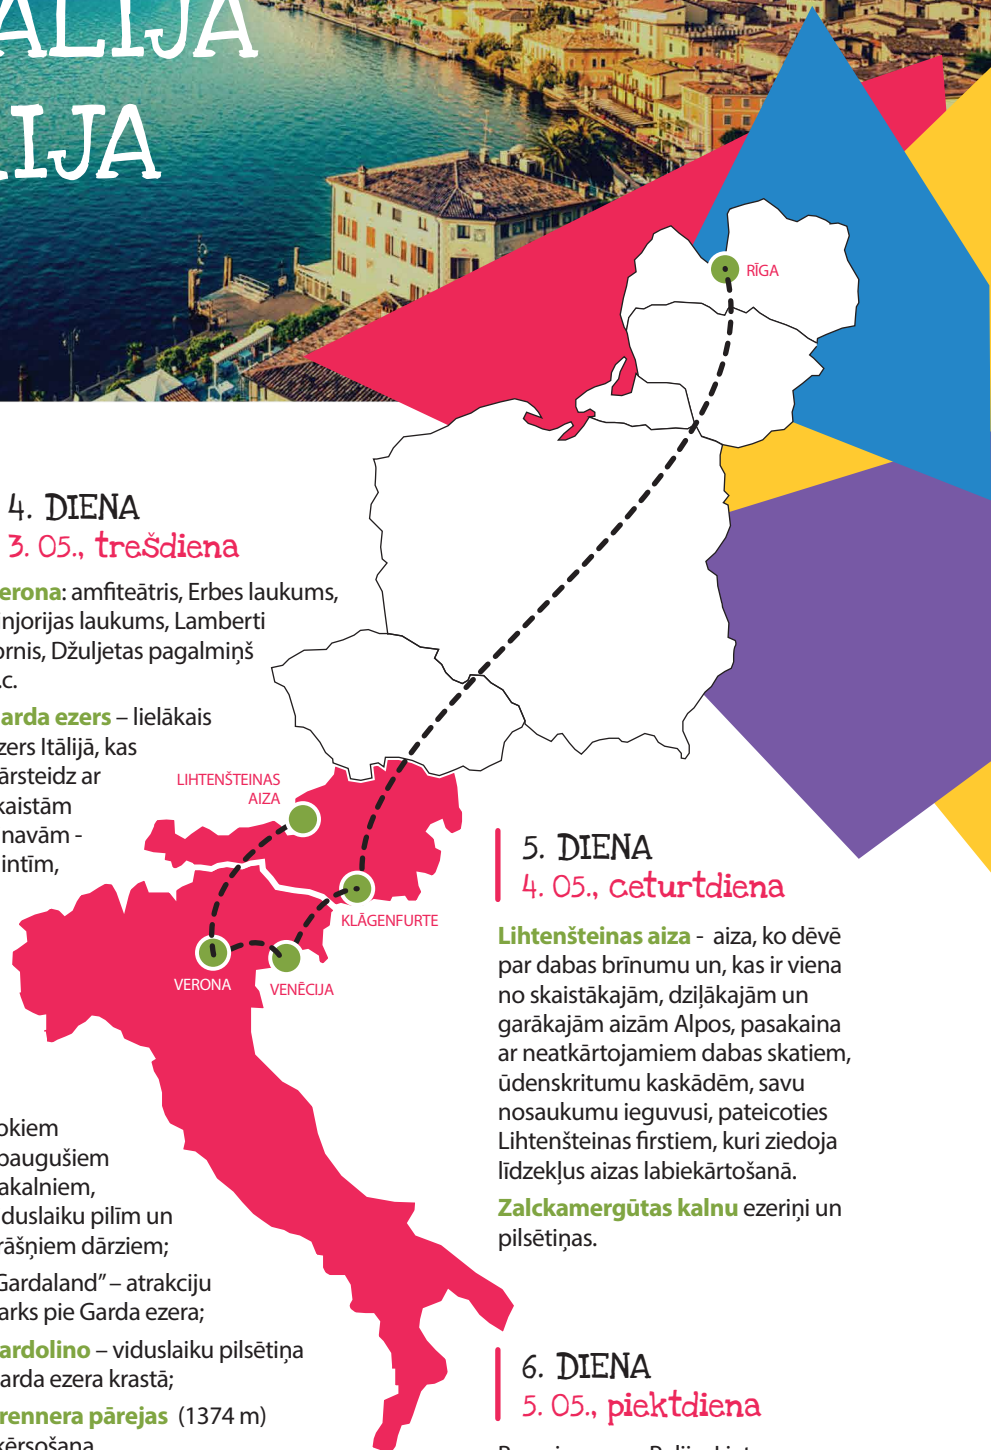 ALIJA
IJA
RĪGA
4. DIENA
3. 05., trešdiena
erona: amfiteātris, Erbes laukums,
injorijas laukums, Lamberti
ornis, Džuljetas pagalmiņš
.c.
arda ezers – lielākais
zers Itālijā, kas
ārsteidz ar
kaistām
navām -
intīm,
LIHTENŠTEINAS
AIZA
KLĀGENFURTE
VERONA
VENĒCIJA
okiem
paugušiem
akalniem,
duslaiku pilīm un
rāšņiem dārziem;
Gardaland” – atrakciju
arks pie Garda ezera;
ardolino – viduslaiku pilsētiņa
arda ezera krastā;
rennera pārejas (1374 m)
ķērsošana
5. DIENA
4. 05., ceturtdiena
Lihtenšteinas aiza - aiza, ko dēvē
par dabas brīnumu un, kas ir viena
no skaistākajām, dziļākajām un
garākajām aizām Alpos, pasakaina
ar neatkārtojamiem dabas skatiem,
ūdenskritumu kaskādēm, savu
nosaukumu ieguvusi, pateicoties
Lihtenšteinas firstiem, kuri ziedoja
līdzekļus aizas labiekārtošanā.
Zalckamergūtas kalnu ezeriņi un
pilsētiņas.
6. DIENA
5. 05., piektdiena